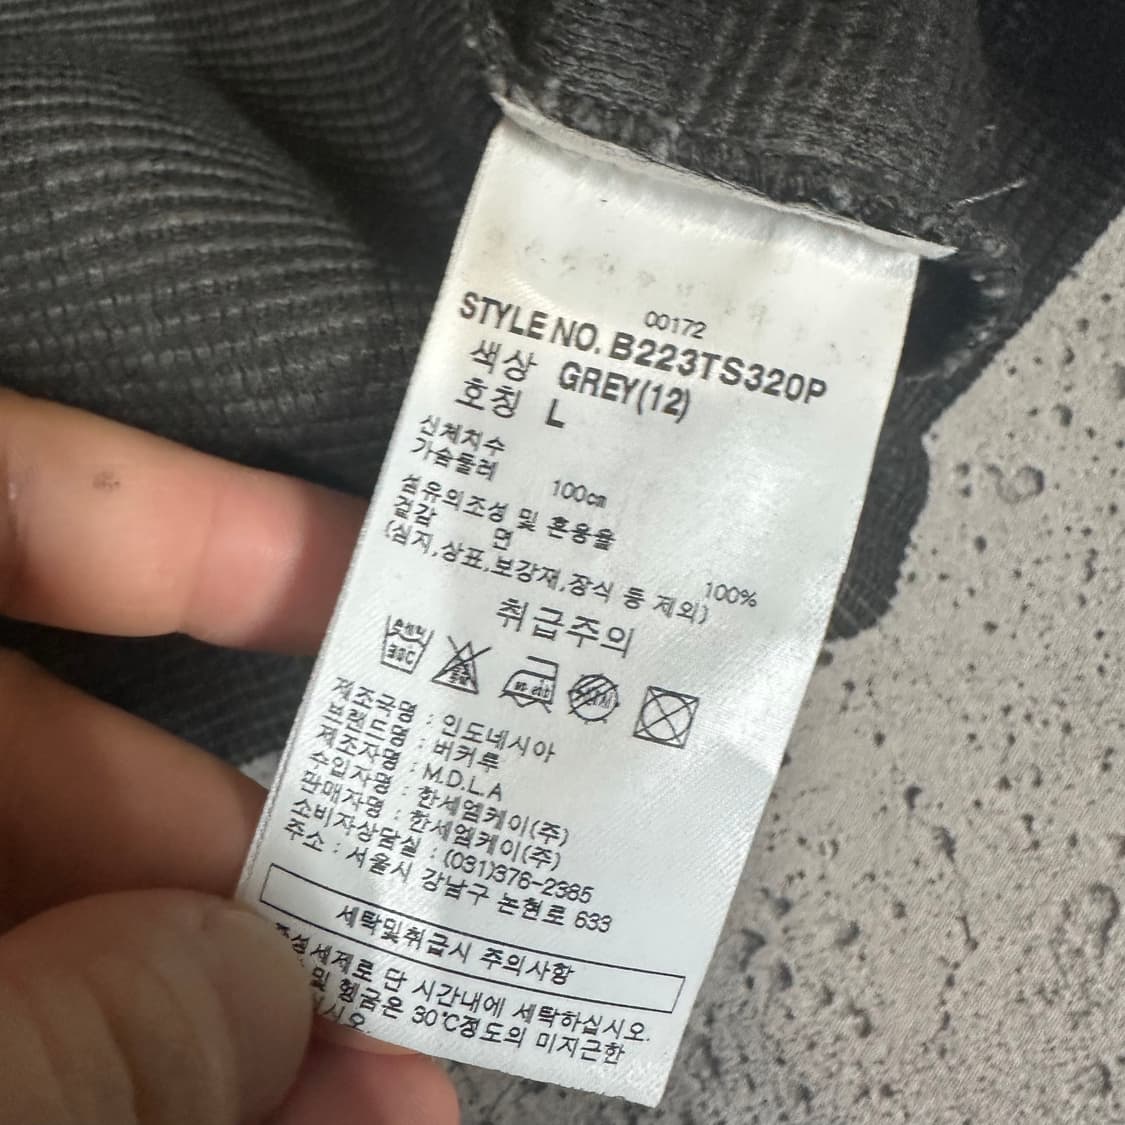 00172
STYLE NO. B223TS320P
색상 GREY(12)
호칭 L
신체치수
가슴둘레 100㎝
섬유의조성 및 혼용율
겉감 면 100%
(심지,상표,보강재,장식 등 제외)
취급주의
제조국명 : 인도네시아
브랜드명 : 버커루
제조자명 : M.D.L.A
수입자명 : 한세엠케이(주)
판매자명 : 한세엠케이(주)
소비자상담실 : (031)376-2385
주소 : 서울시 강남구 논현로 633
세탁및취급시 주의사항
중성세제로 단 시간내에 세탁하십시오.
및 헹굼은 30℃정도의 미지근한